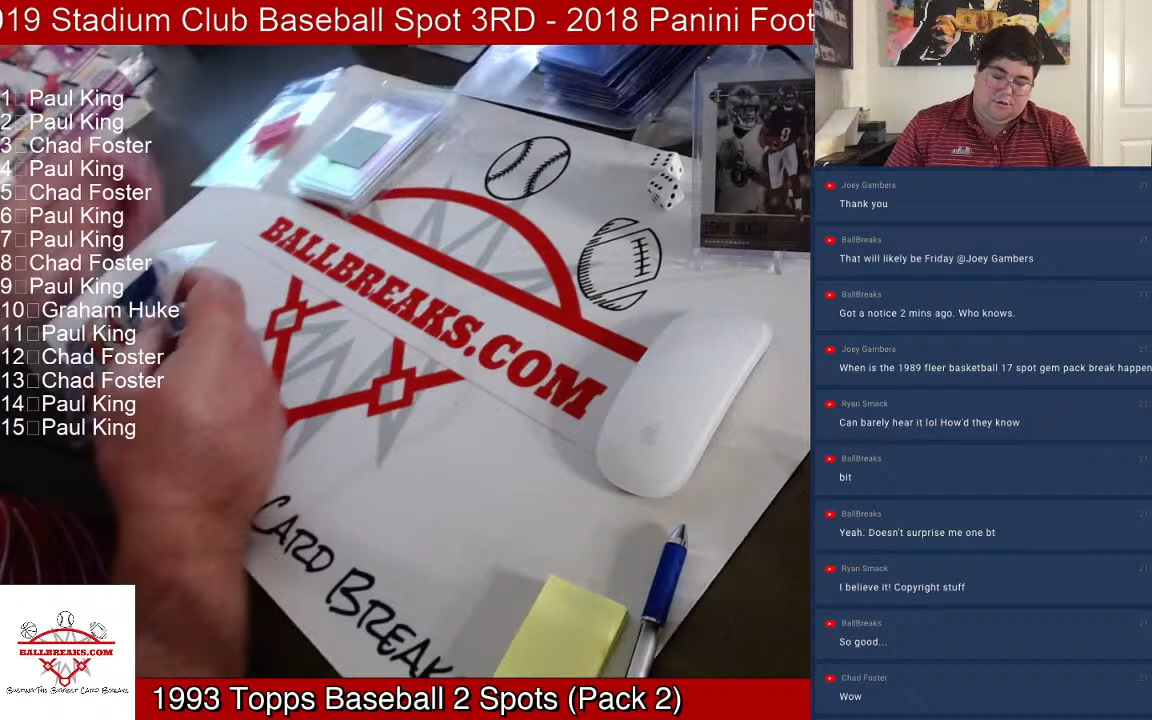 019 Stadium Club Baseball Spot 3RD - 2018 Panini Foot
1 Paul King
2 Paul King
3 Chad Foster
4 Paul King
5 Chad Foster
6 Paul King
7 Paul King
8 Chad Foster
9 Paul King
10 Graham Huke
11 Paul King
12 Chad Foster
13 Chad Foster
14 Paul King
15 Paul King
BALLBREAKS.COM
CARD BREAK
BALLBREAKS.COM
BUSTING THE BIGGEST CARD BREAKS
1993 Topps Baseball 2 Spots (Pack 2)
Joey Gambers
Thank you
BallBreaks
That will likely be Friday @Joey Gambers
BallBreaks
Got a notice 2 mins ago. Who knows.
Joey Gambers
When is the 1989 fleer basketball 17 spot gem pack break happen
Ryan Smack
Can barely hear it lol How'd they know
BallBreaks
bit
BallBreaks
Yeah. Doesn't surprise me one bt
Ryan Smack
I believe it! Copyright stuff
BallBreaks
So good...
Chad Foster
Wow